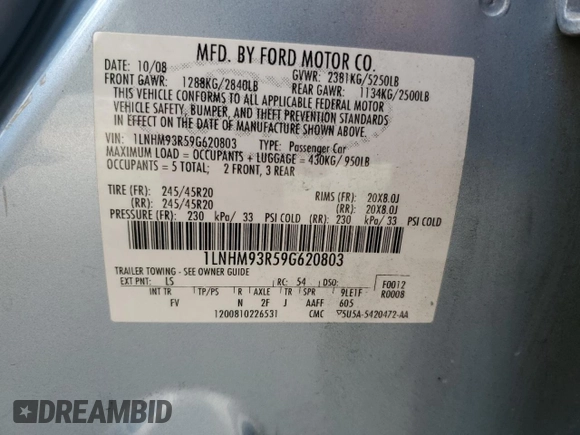 MFD. BY FORD MOTOR CO.
DATE: 10/08 GVWR: 2381KG/5250LB
FRONT GAWR: 1288KG/2840LB REAR GAWR: 1134KG/2500LB
THIS VEHICLE CONFORMS TO ALL APPLICABLE FEDERAL MOTOR
VEHICLE SAFETY, BUMPER, AND THEFT PREVENTION STANDARDS
IN EFFECT ON THE DATE OF MANUFACTURE SHOWN ABOVE.
VIN: 1LNHM93R59G620803 TYPE: Passenger Car
MAXIMUM LOAD = OCCUPANTS + LUGGAGE = 430KG/950LB
OCCUPANTS = 5 TOTAL; 2 FRONT, 3 REAR
TIRE (FR): 245/45R20 RIMS (FR): 20X8.0J
(RR): 245/45R20 (RR): 20X8.0J
PRESSURE (FR): 230 kPa/ 33 PSI COLD (RR): 230 kPa/ 33 PSI COLD
1LNHM93R59G620803
TRAILER TOWING - SEE OWNER GUIDE
EXT PNT: LS RC: 54 DSO: F0012
INT TR TP/PS R AXLE TR SPR 9LE1F R0008
FV N 2F J AAFF 605
1200810226531 CMC ▽5U5A-5420472-AA
DREAMBID